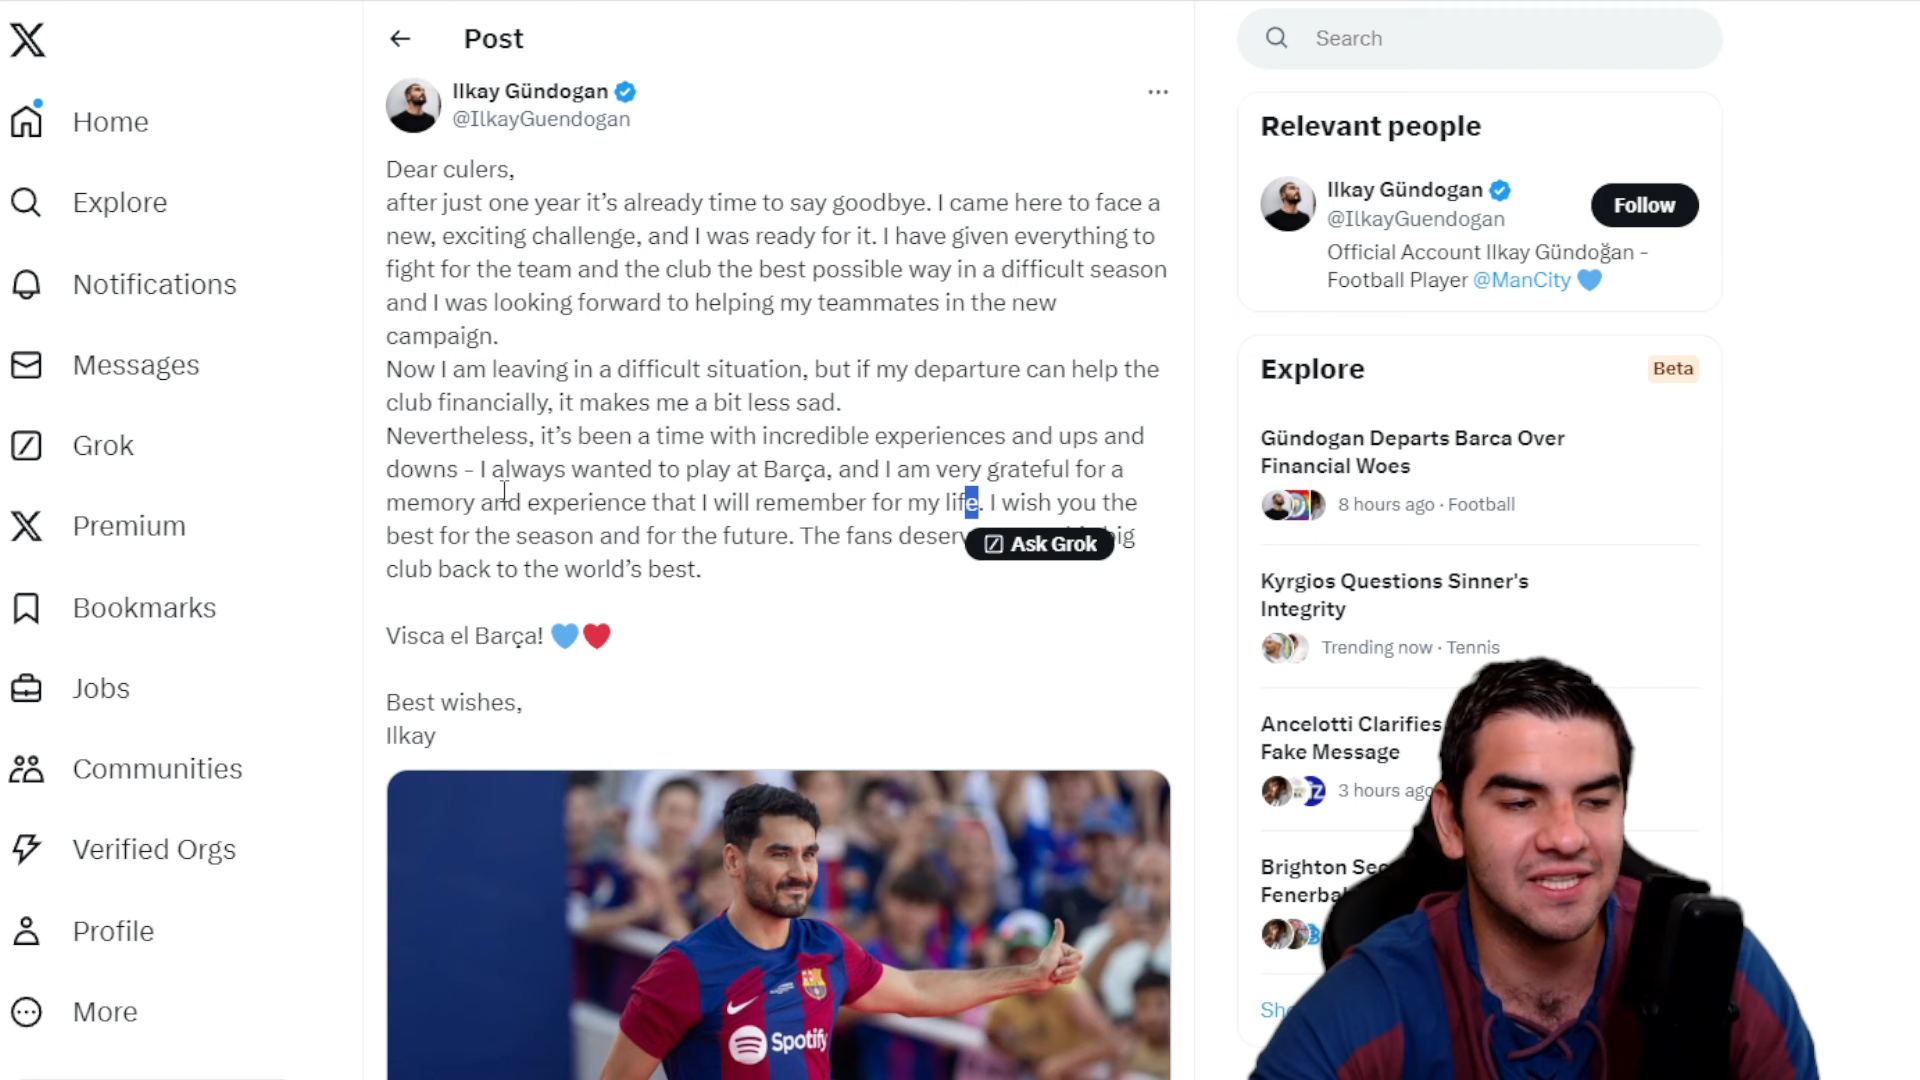 Home
Explore
Notifications
Messages
Grok
Premium
Bookmarks
Jobs
Communities
Verified Orgs
Profile
More
Post
Ilkay Gündogan
@IlkayGuendogan
Dear culers,
after just one year it’s already time to say goodbye. I came here to face a
new, exciting challenge, and I was ready for it. I have given everything to
fight for the team and the club the best possible way in a difficult season
and I was looking forward to helping my teammates in the new
campaign.
Now I am leaving in a difficult situation, but if my departure can help the
club financially, it makes me a bit less sad.
Nevertheless, it’s been a time with incredible experiences and ups and
downs – I always wanted to play at Barça, and I am very grateful for a
memory and experience that I will remember for my life. I wish you the
best for the season and for the future. The fans
Ask Grok
club back to the world’s best.
Visca el Barça! 💙❤️
Best wishes,
Ilkay
Spotify
Search
Relevant people
Ilkay Gündogan
@IlkayGuendogan
Follow
Official Account Ilkay Gündoğan -
Football Player @ManCity 💙
Explore
Beta
Gündogan Departs Barca Over
Financial Woes
8 hours ago · Football
Kyrgios Questions Sinner's
Integrity
Trending now · Tennis
Ancelotti Clarifies
Fake Message
3 hours ago
Brighton